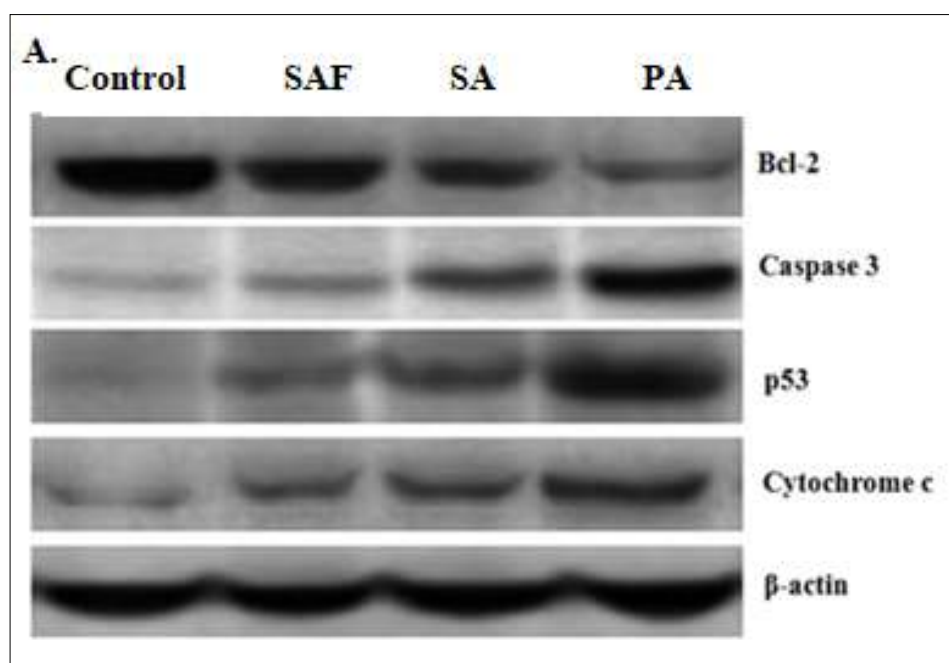 A.
Control SAF SA PA
Bcl-2
Caspase 3
p53
Cytochrome c
β-actin